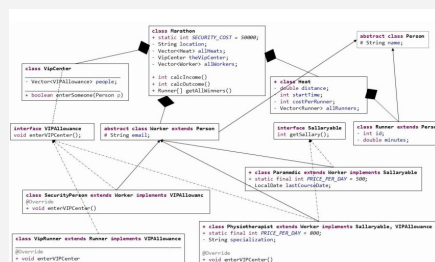 class Marathon
+ static int SECURITY_COST = 50000;
- String location;
- Vector<Heat> allHeats;
- VipCenter theVipCenter;
- Vector<Worker> allWorkers;
+ int calcIncome()
+ int calcOutcome()
+ Runner[] getAllWinners()
abstract class Person
# String name;
class VipCenter
- Vector<VIPAllowance> people;
+ boolean enterSomeone(Person p)
class Heat
- double distance;
- int startTime;
- int costPerRunner;
- Vector<Runner> allRunners;
interface VIPAllowance
void enterVIPCenter();
abstract class Worker extends Person
# String email;
interface Sallaryable
int getSallary();
class Runner extends Person
- int id;
- double minutes;
+ class Paramedic extends Worker implements Sallaryable
+ static final int PRICE_PER_DAY = 500;
- LocalDate lastCourseDate;
class SecurityPerson extends Worker implements VIPAllowance
@Override
+ void enterVIPCenter()
+ class Physiotherapist extends Worker implements Sallaryable, VIPAllowance
+ static final int PRICE_PER_DAY = 800;
- String specialization;
@Override
+ void enterVIPCenter()
class VipRunner extends Runner implements VIPAllowance
@Override
+ void enterVIPCenter